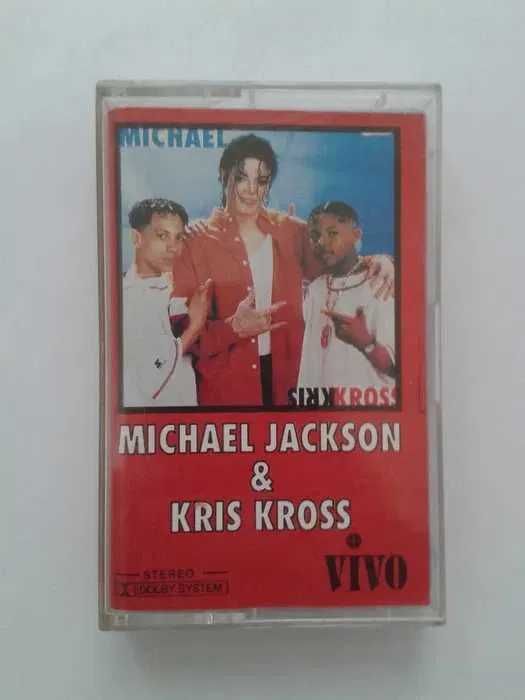 MICHAEL
KRIS KROSS
MICHAEL JACKSON
&
KRIS KROSS
VIVO
STEREO
DOLBY SYSTEM